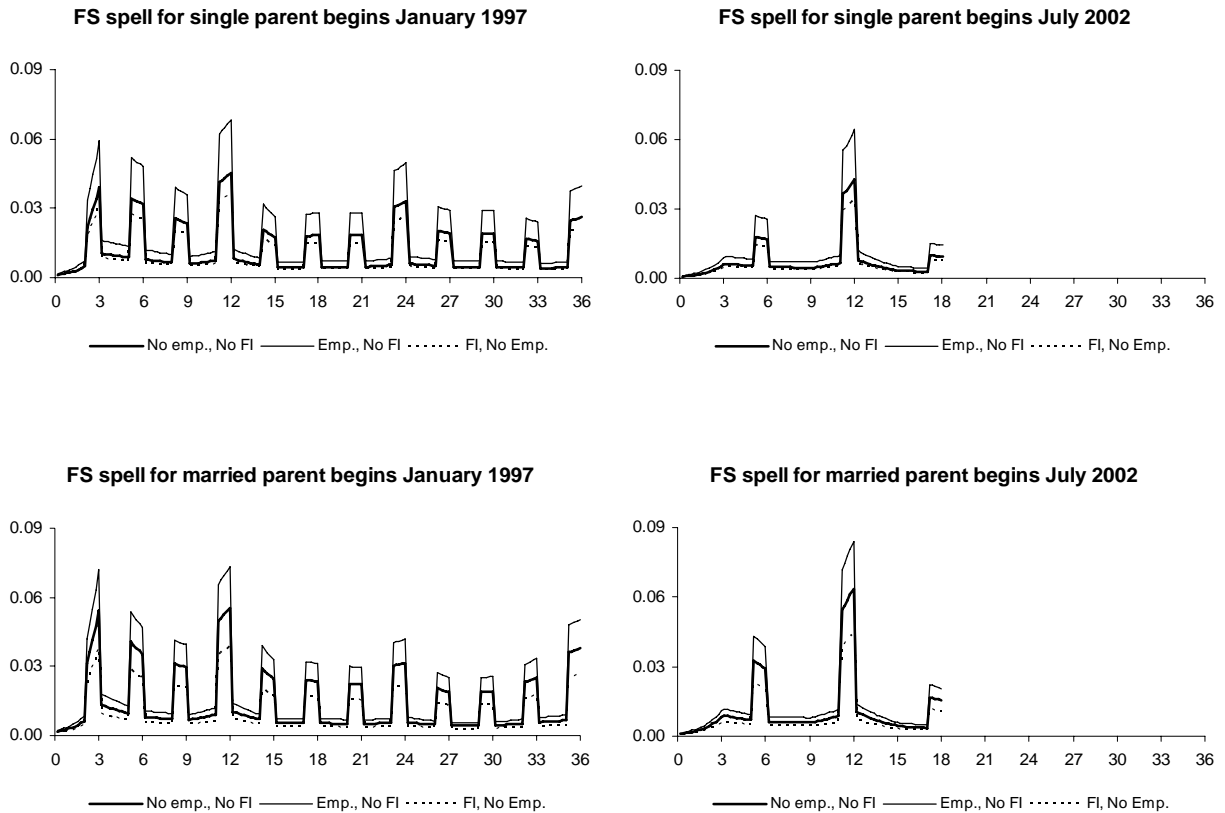 FS spell for single parent begins January 1997
0.09
0.06
0.03
0.00
0 3 6 9 12 15 18 21 24 27 30 33 36
No emp., No FI Emp., No FI FI, No Emp.
FS spell for single parent begins July 2002
0.09
0.06
0.03
0.00
0 3 6 9 12 15 18 21 24 27 30 33 36
No emp., No FI Emp., No FI FI, No Emp.
FS spell for married parent begins January 1997
0.09
0.06
0.03
0.00
0 3 6 9 12 15 18 21 24 27 30 33 36
No emp., No FI Emp., No FI FI, No Emp.
FS spell for married parent begins July 2002
0.09
0.06
0.03
0.00
0 3 6 9 12 15 18 21 24 27 30 33 36
No emp., No FI Emp., No FI FI, No Emp.